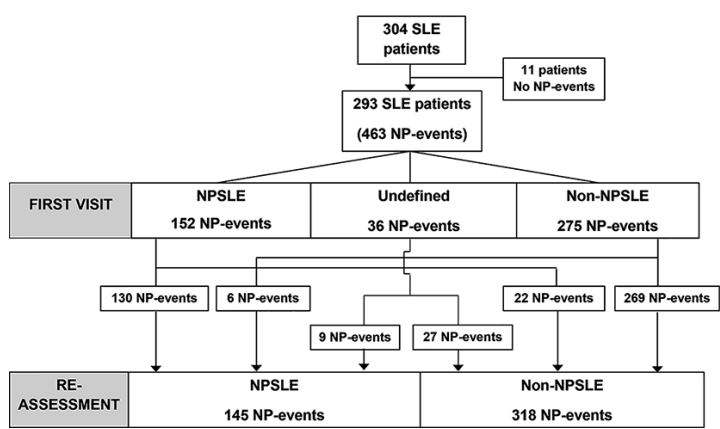 304 SLE
patients
11 patients
No NP-events
293 SLE patients
(463 NP-events)
FIRST VISIT
NPSLE
152 NP-events
Undefined
36 NP-events
Non-NPSLE
275 NP-events
130 NP-events
6 NP-events
22 NP-events
269 NP-events
9 NP-events
27 NP-events
RE-
ASSESSMENT
NPSLE
145 NP-events
Non-NPSLE
318 NP-events